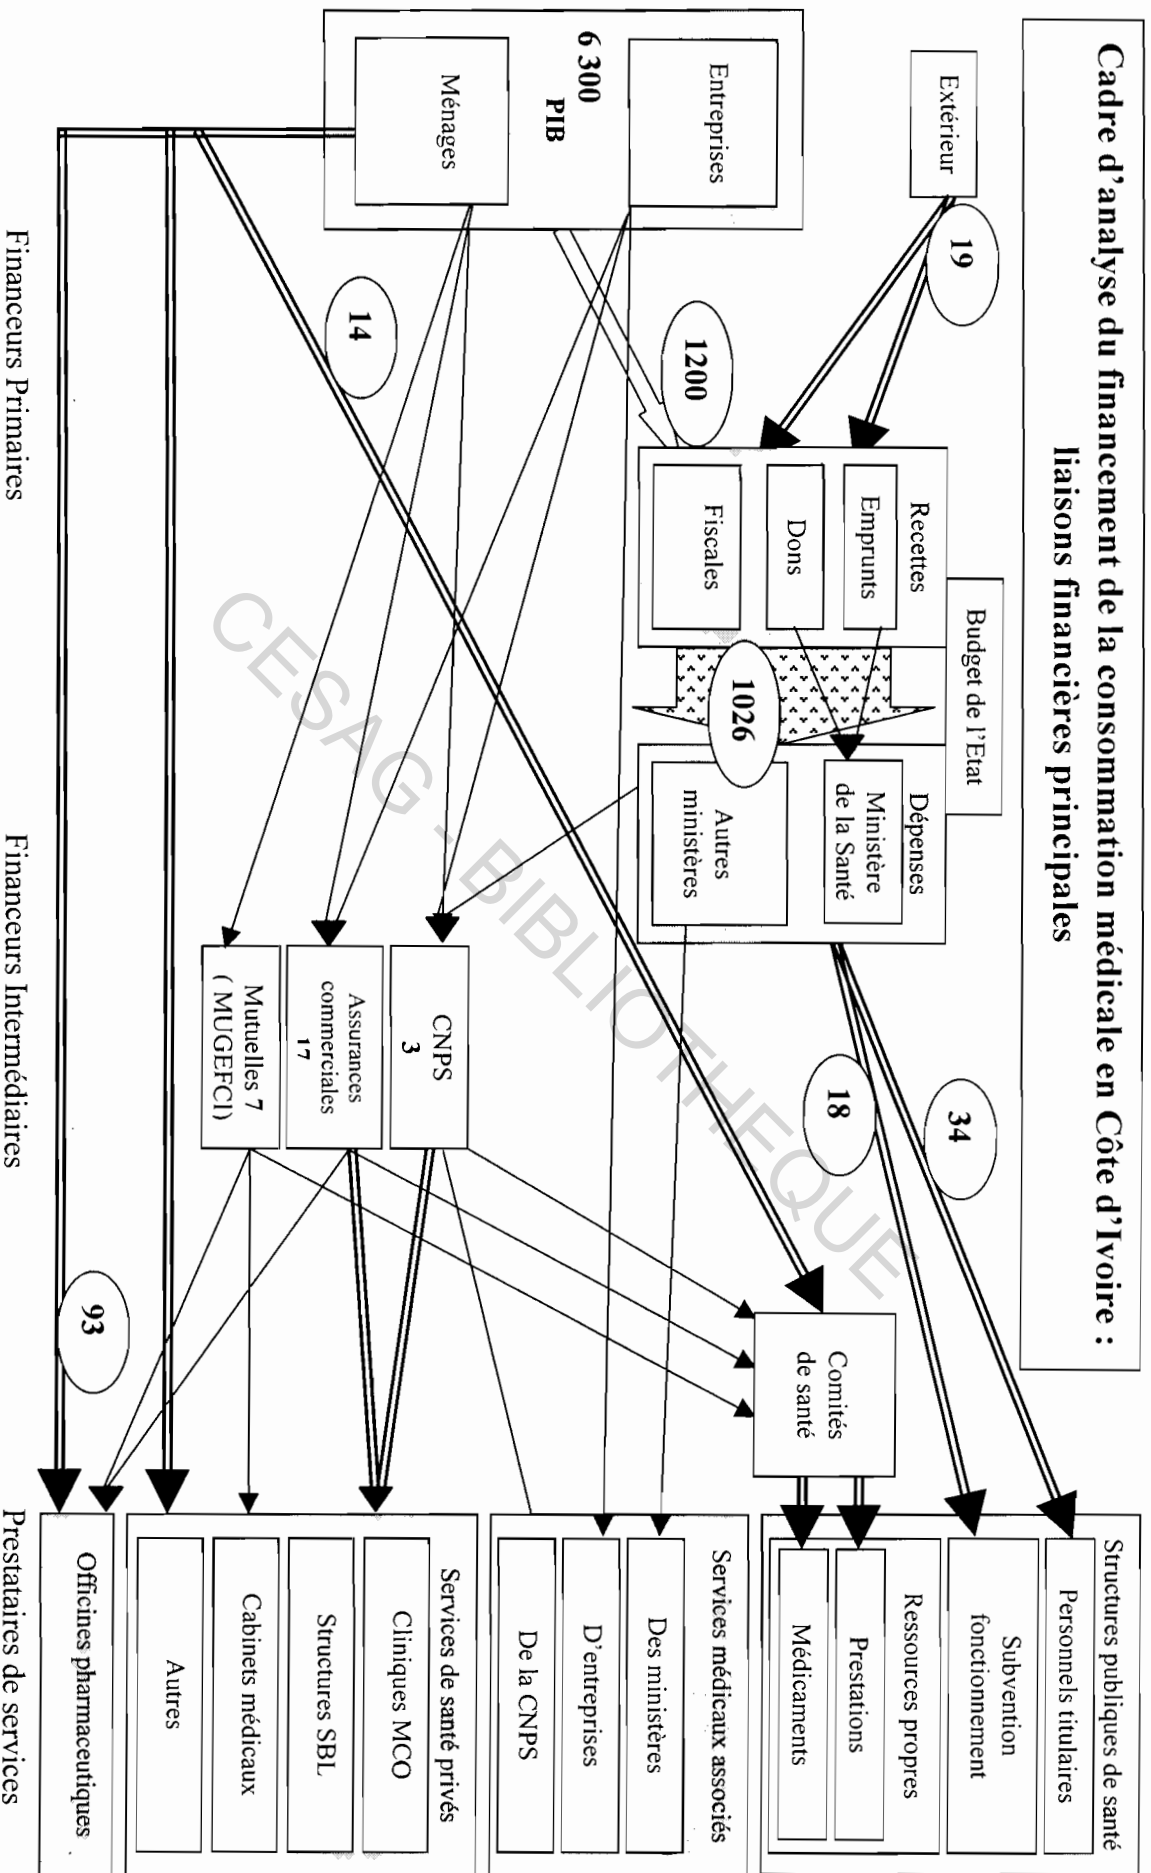 Cadre d'analyse du financement de la consommation médicale en Côte d'Ivoire :
liaisons financières principales
Extérieur
19
Entreprises
6 300
PIB
Ménages
14
1200
Budget de l'Etat
Recettes
Emprunts
Dons
Fiscales
1026
Dépenses
Ministère
de la Santé
Autres
ministères
34
18
CNPS
3
Assurances
commerciales
17
Mutuelles 7
( MUGEFCI)
93
Comités
de santé
Structures publiques de santé
Personnels titulaires
Subvention
fonctionnement
Ressources propres
Prestations
Médicaments
Services médicaux associés
Des ministères
D'entreprises
De la CNPS
Services de santé privés
Cliniques MCO
Structures SBL
Cabinets médicaux
Autres
Officines pharmaceutiques
Financeurs Primaires
Financeurs Intermédiaires
Prestataires de services
CESAG - BIBLIOTHEQUE